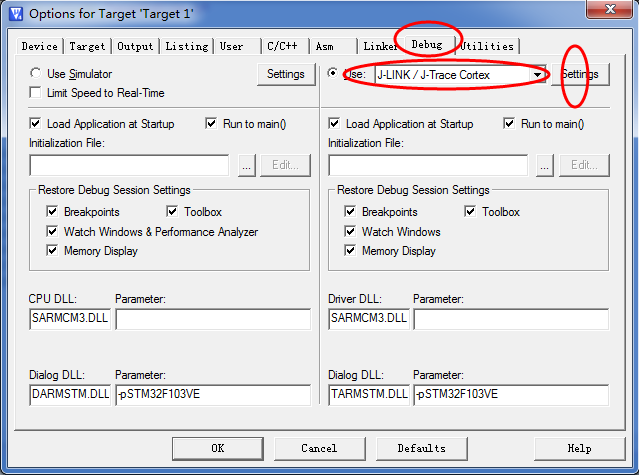 Options for Target 'Target 1'
Device Target Output Listing User C/C++ Asm Linker Debug Utilities
Use Simulator Settings
Limit Speed to Real-Time
Use: J-LINK / J-Trace Cortex Settings
Load Application at Startup Run to main()
Initialization File:
... Edit...
Restore Debug Session Settings
Breakpoints Toolbox
Watch Windows & Performance Analyzer
Memory Display
CPU DLL: Parameter:
SARMCM3.DLL
Dialog DLL: Parameter:
DARMSTM.DLL -pSTM32F103VE
Load Application at Startup Run to main()
Initialization File:
... Edit...
Restore Debug Session Settings
Breakpoints Toolbox
Watch Windows
Memory Display
Driver DLL: Parameter:
SARMCM3.DLL
Dialog DLL: Parameter:
TARMSTM.DLL -pSTM32F103VE
OK Cancel Defaults Help